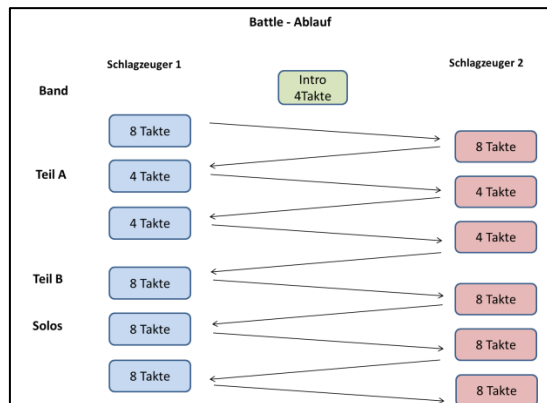 Battle - Ablauf
Schlagzeuger 1
Schlagzeuger 2
Band
Intro
4Takte
8 Takte
8 Takte
Teil A
4 Takte
4 Takte
4 Takte
4 Takte
Teil B
8 Takte
8 Takte
Solos
8 Takte
8 Takte
8 Takte
8 Takte